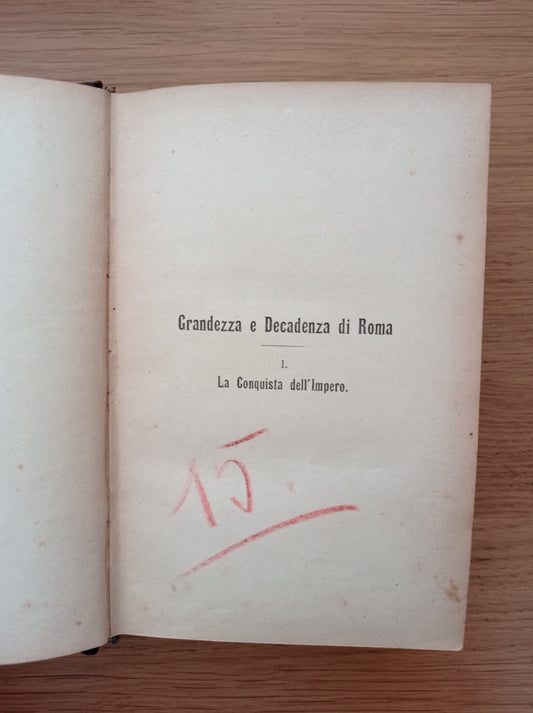 Grandezza e Decadenza di Roma
I.
La Conquista dell'Impero.
15.